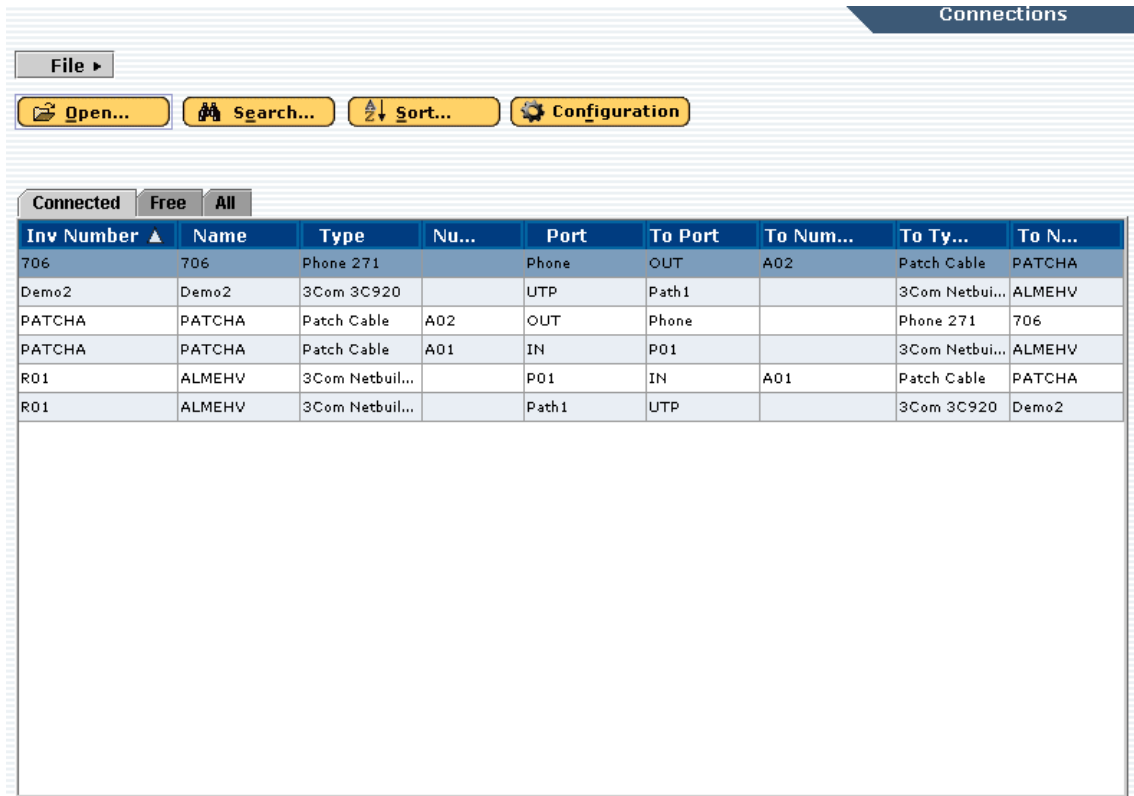 Connections
File
Open... Search... Sort... Configuration
Connected Free All
Inv Number Name Type Nu... Port To Port To Num... To Ty... To N...
706 706 Phone 271 Phone OUT A02 Patch Cable PATCHA
Demo2 Demo2 3Com 3C920 UTP Path1 3Com Netbui... ALMEHV
PATCHA PATCHA Patch Cable A02 OUT Phone Phone 271 706
PATCHA PATCHA Patch Cable A01 IN P01 3Com Netbui... ALMEHV
R01 ALMEHV 3Com Netbuil... P01 IN A01 Patch Cable PATCHA
R01 ALMEHV 3Com Netbuil... Path1 UTP 3Com 3C920 Demo2